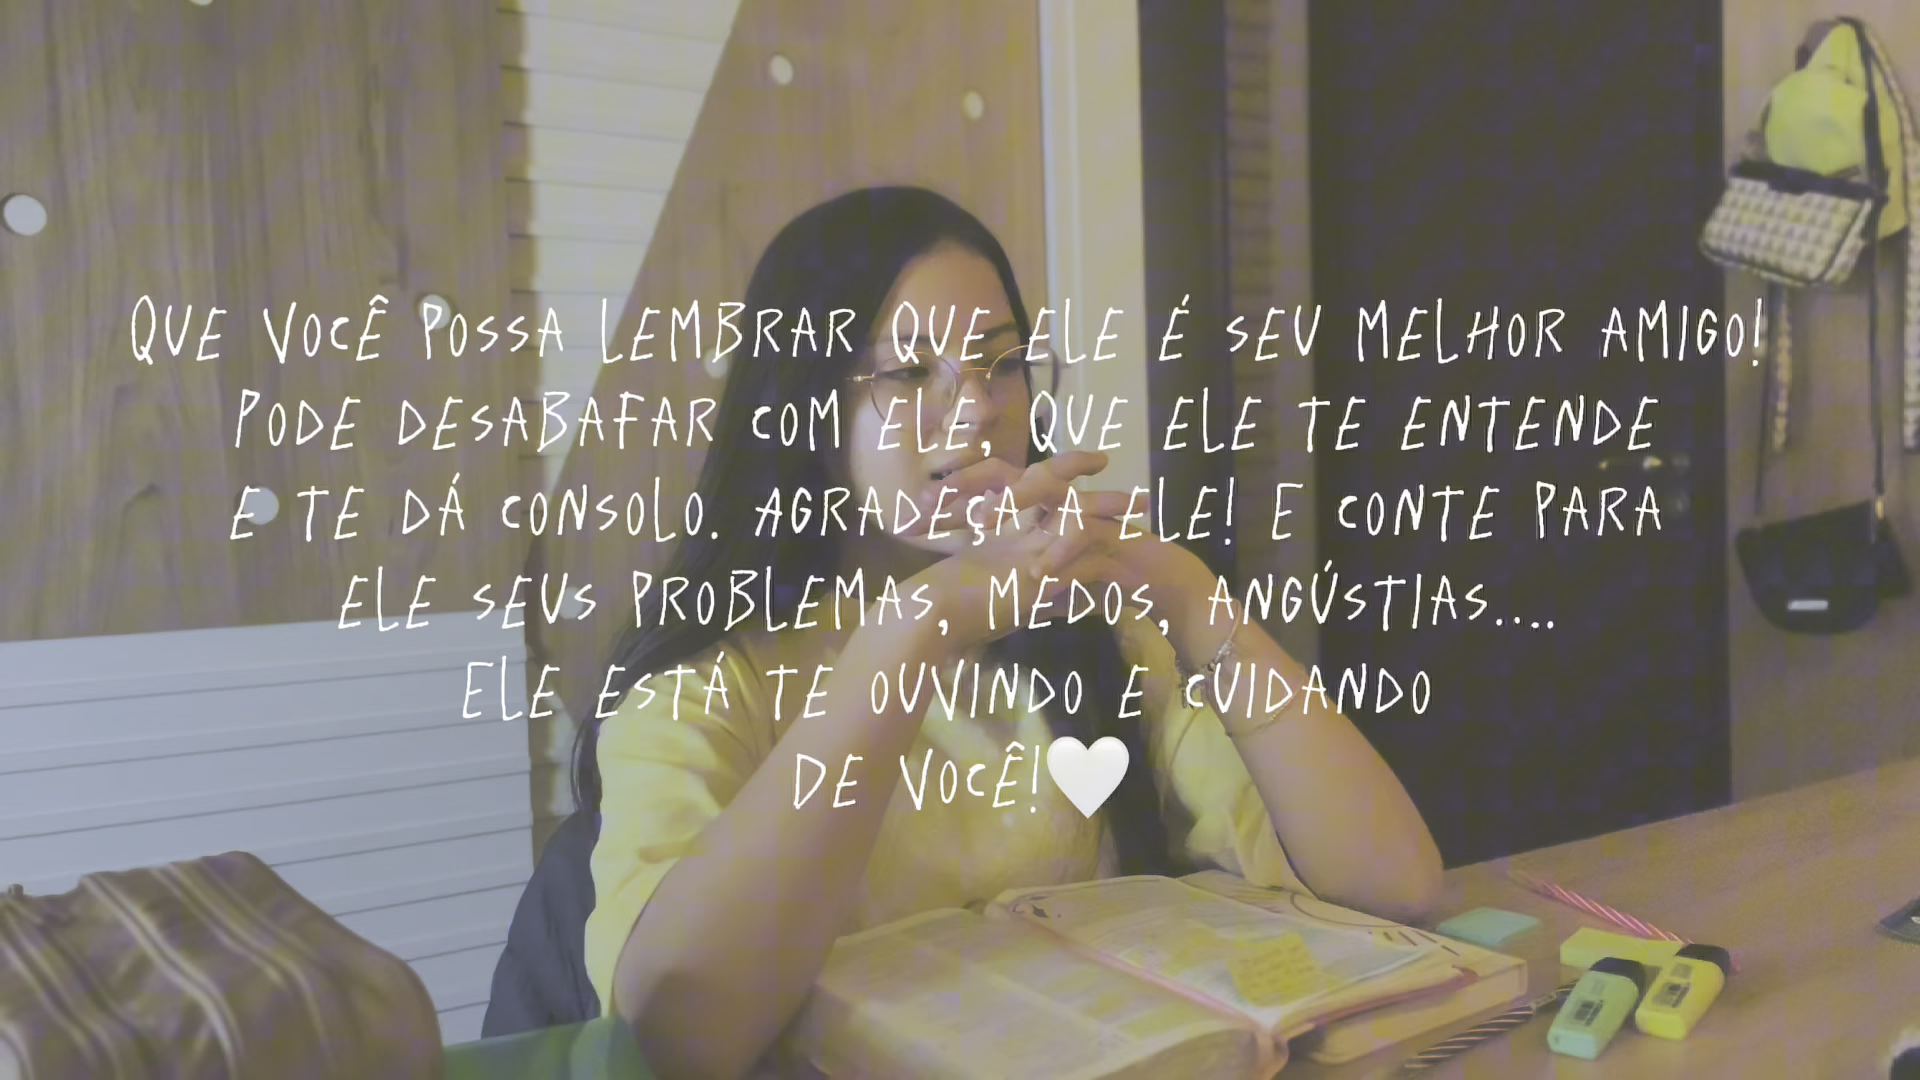 QUE VOCÊ POSSA LEMBRAR QUE ELE É SEU MELHOR AMIGO!
PODE DESABAFAR COM ELE, QUE ELE TE ENTENDE
E TE DÁ CONSOLO. AGRADEÇA A ELE! E CONTE PARA
ELE SEUS PROBLEMAS, MEDOS, ANGÚSTIAS....
ELE ESTÁ TE OUVINDO E CUIDANDO
DE VOCÊ!🤍